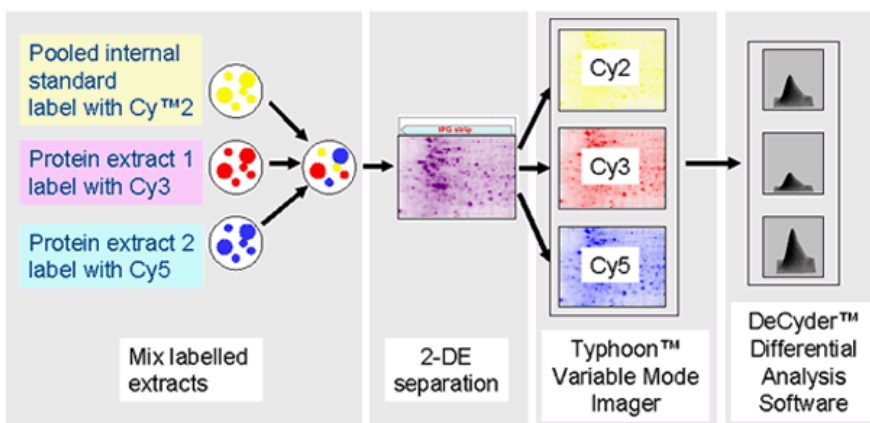 Pooled internal
standard
label with Cy™2
Protein extract 1
label with Cy3
Protein extract 2
label with Cy5
Mix labelled
extracts
IPG strip
2-DE
separation
Cy2
Cy3
Cy5
Typhoon™
Variable Mode
Imager
DeCyder™
Differential
Analysis
Software